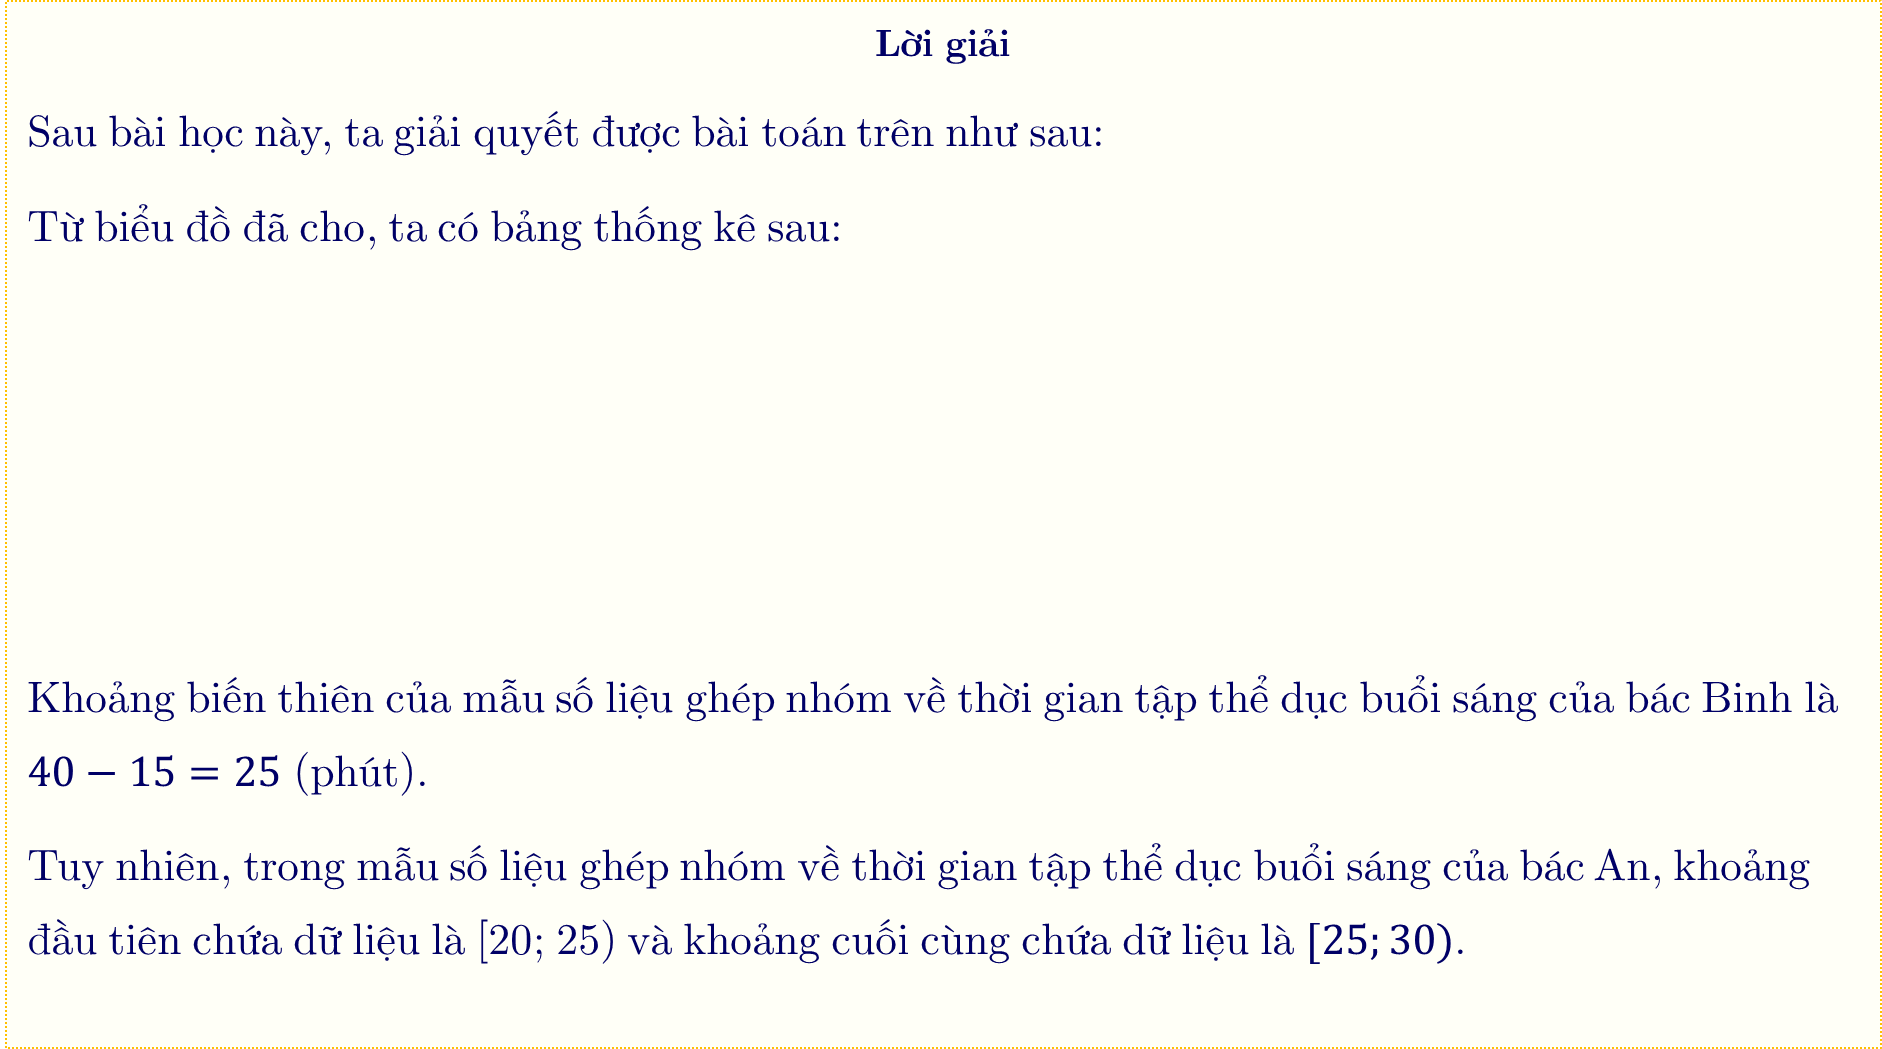 Lời giải
Sau bài học này, ta giải quyết được bài toán trên như sau:
Từ biểu đồ đã cho, ta có bảng thống kê sau:
Khoảng biến thiên của mẫu số liệu ghép nhóm về thời gian tập thể dục buổi sáng của bác Binh là
40 − 15 = 25 (phút).
Tuy nhiên, trong mẫu số liệu ghép nhóm về thời gian tập thể dục buổi sáng của bác An, khoảng
đầu tiên chứa dữ liệu là [20; 25) và khoảng cuối cùng chứa dữ liệu là [25; 30).